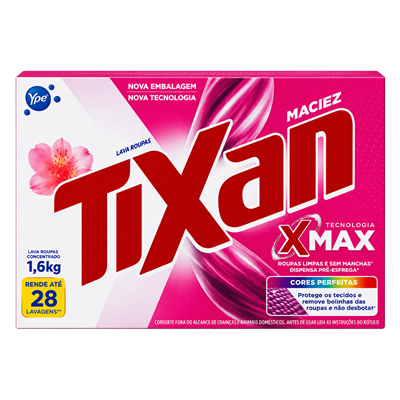 Ypê
NOVA EMBALAGEM
NOVA TECNOLOGIA
MACIEZ
LAVA ROUPAS
TiXan
TECNOLOGIA
XMAX
ROUPAS LIMPAS E SEM MANCHAS*
DISPENSA PRÉ-ESFREGA*
LAVA ROUPAS
CONCENTRADO
1,6kg
RENDE ATÉ
28
LAVAGENS**
CORES PERFEITAS
Protege os tecidos e
remove bolinhas das
roupas e não desbota!*
CONSERVE FORA DO ALCANCE DE CRIANÇAS E ANIMAIS DOMÉSTICOS. ANTES DE USAR LEIA AS INSTRUÇÕES DO RÓTULO